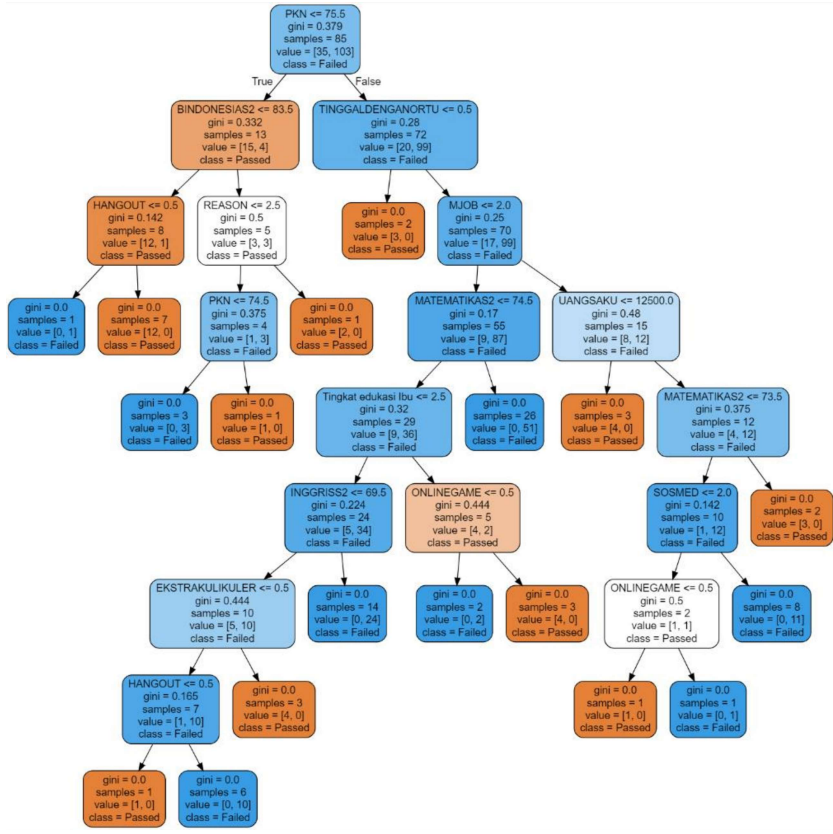 PKN <= 75.5
gini = 0.379
samples = 85
value = [35, 103]
class = Failed
True
False
BINDONESIAS2 <= 83.5
gini = 0.332
samples = 13
value = [15, 4]
class = Passed
TINGGALDENGANORTU <= 0.5
gini = 0.28
samples = 72
value = [20, 99]
class = Failed
HANGOUT <= 0.5
gini = 0.142
samples = 8
value = [12, 1]
class = Passed
REASON <= 2.5
gini = 0.5
samples = 5
value = [3, 3]
class = Passed
gini = 0.0
samples = 2
value = [3, 0]
class = Passed
MJOB <= 2.0
gini = 0.25
samples = 70
value = [17, 99]
class = Failed
gini = 0.0
samples = 1
value = [0, 1]
class = Failed
gini = 0.0
samples = 7
value = [12, 0]
class = Passed
PKN <= 74.5
gini = 0.375
samples = 4
value = [1, 3]
class = Failed
gini = 0.0
samples = 1
value = [2, 0]
class = Passed
MATEMATIKAS2 <= 74.5
gini = 0.17
samples = 55
value = [9, 87]
class = Failed
UANGSAKU <= 12500.0
gini = 0.48
samples = 15
value = [8, 12]
class = Failed
gini = 0.0
samples = 3
value = [0, 3]
class = Failed
gini = 0.0
samples = 1
value = [1, 0]
class = Passed
Tingkat edukasi Ibu <= 2.5
gini = 0.32
samples = 29
value = [9, 36]
class = Failed
gini = 0.0
samples = 26
value = [0, 51]
class = Failed
gini = 0.0
samples = 3
value = [4, 0]
class = Passed
MATEMATIKAS2 <= 73.5
gini = 0.375
samples = 12
value = [4, 12]
class = Failed
INGGRISS2 <= 69.5
gini = 0.224
samples = 24
value = [5, 34]
class = Failed
ONLINEGAME <= 0.5
gini = 0.444
samples = 5
value = [4, 2]
class = Passed
SOSMED <= 2.0
gini = 0.142
samples = 10
value = [1, 12]
class = Failed
gini = 0.0
samples = 2
value = [3, 0]
class = Passed
EKSTRAKULIKULER <= 0.5
gini = 0.444
samples = 10
value = [5, 10]
class = Failed
gini = 0.0
samples = 14
value = [0, 24]
class = Failed
gini = 0.0
samples = 2
value = [0, 2]
class = Failed
gini = 0.0
samples = 3
value = [4, 0]
class = Passed
ONLINEGAME <= 0.5
gini = 0.5
samples = 2
value = [1, 1]
class = Passed
gini = 0.0
samples = 8
value = [0, 11]
class = Failed
HANGOUT <= 0.5
gini = 0.165
samples = 7
value = [1, 10]
class = Failed
gini = 0.0
samples = 3
value = [4, 0]
class = Passed
gini = 0.0
samples = 1
value = [1, 0]
class = Passed
gini = 0.0
samples = 1
value = [0, 1]
class = Failed
gini = 0.0
samples = 1
value = [1, 0]
class = Passed
gini = 0.0
samples = 6
value = [0, 10]
class = Failed